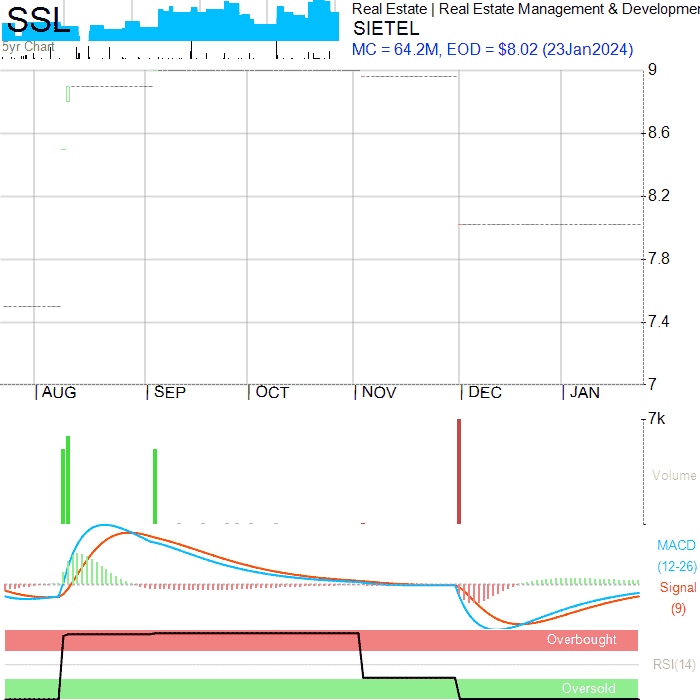 SSL
5yr Chart
Real Estate | Real Estate Management & Developmen
SIETEL
MC = 64.2M, EOD = $8.02 (23Jan2024)
9
8.6
8.2
7.8
7.4
7
AUG SEP OCT NOV DEC JAN
7k
Volume
MACD
(12-26)
Signal
(9)
Overbought
RSI(14)
Oversold